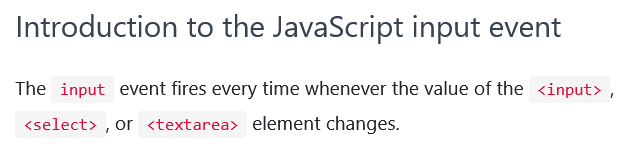 Introduction to the JavaScript input event
The input event fires every time whenever the value of the <input>,
<select>, or <textarea> element changes.